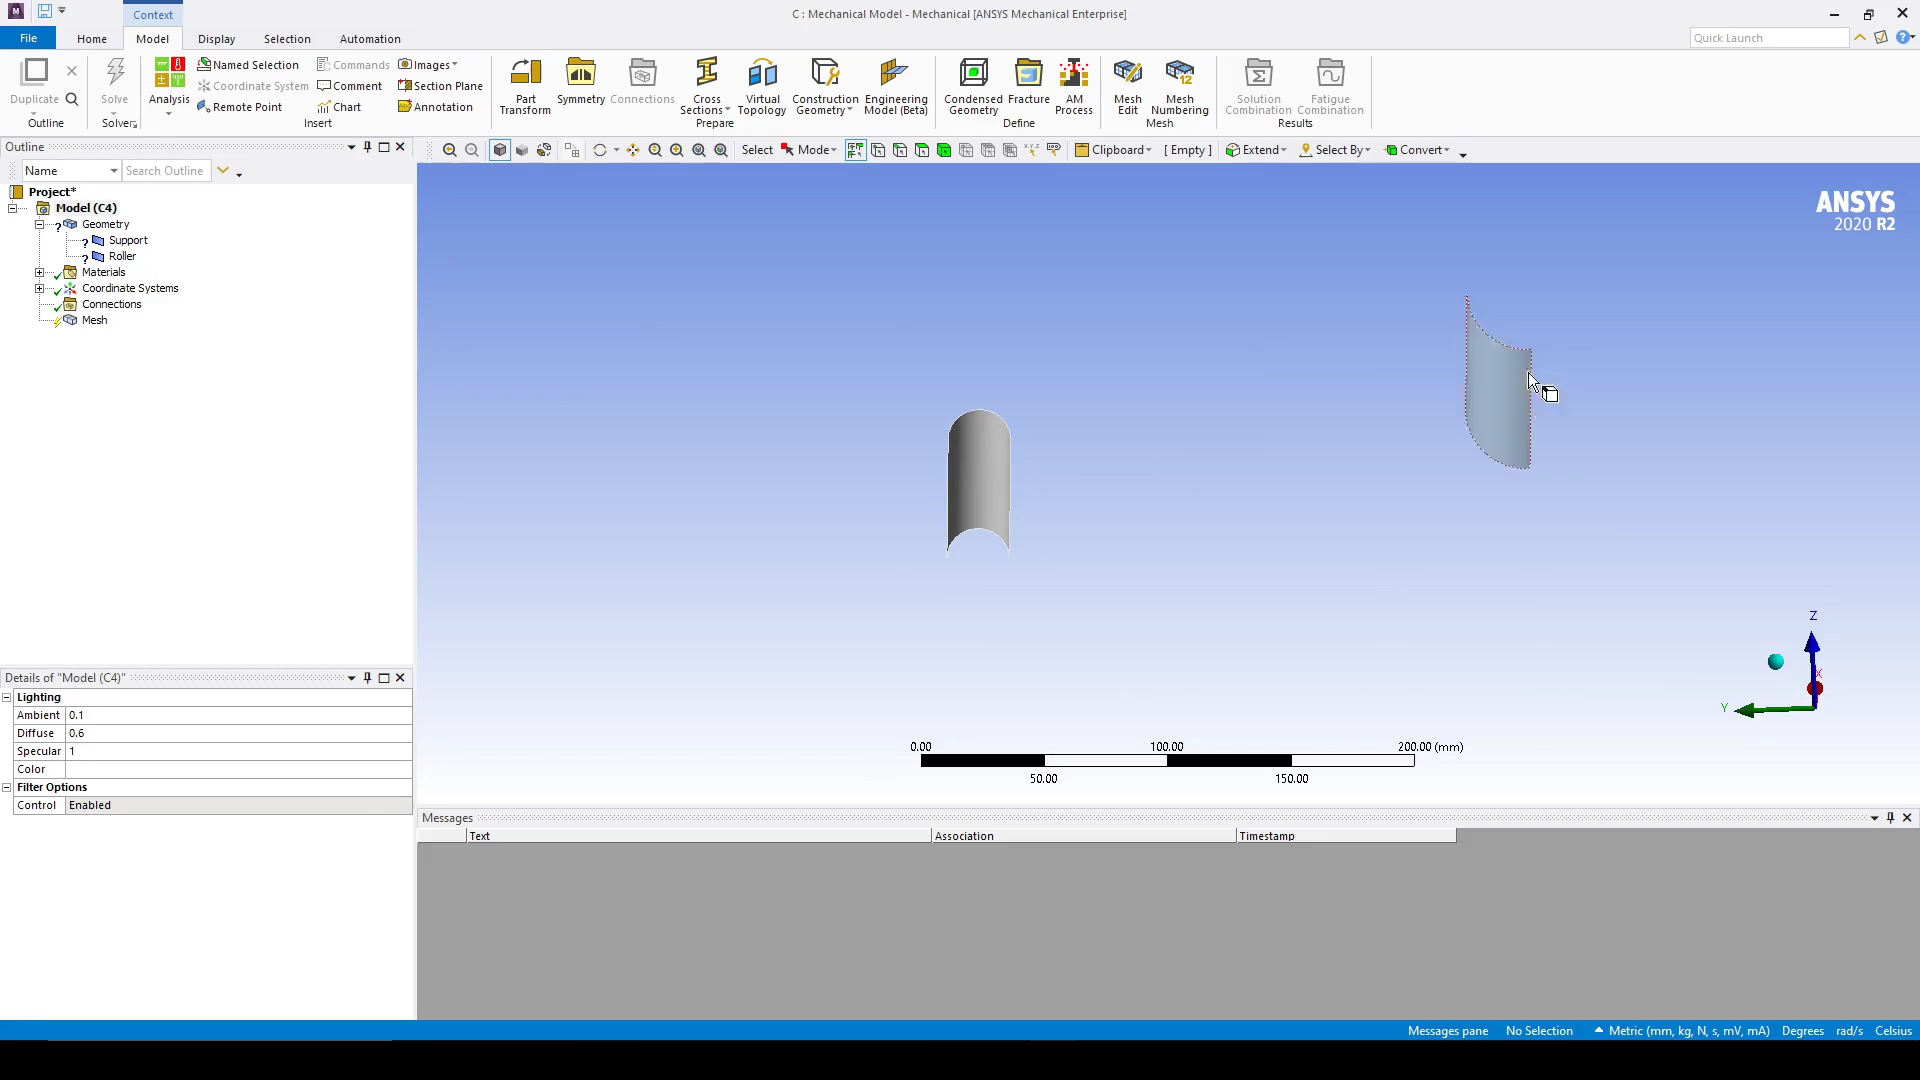 Context
C : Mechanical Model - Mechanical [ANSYS Mechanical Enterprise]
File Home Model Display Selection Automation
Quick Launch
Duplicate
Outline
Solve
Solver
Analysis
Named Selection
Coordinate System
Remote Point
Commands
Comment
Chart
Images
Section Plane
Annotation
Insert
Part Transform
Symmetry
Connections
Cross Sections
Virtual Topology
Construction Geometry
Engineering Model (Beta)
Prepare
Condensed Geometry
Fracture
AM Process
Define
Mesh Edit
Mesh Numbering
Mesh
Solution Combination
Fatigue Combination
Results
Outline
Name Search Outline
Select Mode Clipboard [ Empty ] Extend Select By Convert
Project*
Model (C4)
Geometry
Support
Roller
Materials
Coordinate Systems
Connections
Mesh
ANSYS
2020 R2
Z
X
Y
0.00 100.00 200.00 (mm)
50.00 150.00
Details of "Model (C4)"
Lighting
Ambient 0.1
Diffuse 0.6
Specular 1
Color
Filter Options
Control Enabled
Messages
Text Association Timestamp
Messages pane No Selection Metric (mm, kg, N, s, mV, mA) Degrees rad/s Celsius